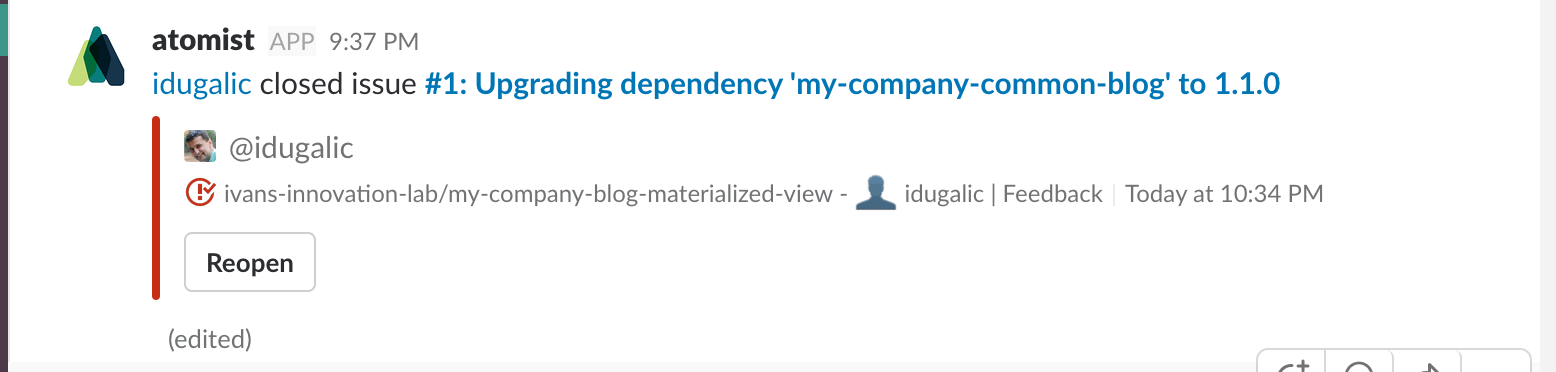 atomist APP 9:37 PM
idugalic closed issue #1: Upgrading dependency 'my-company-common-blog' to 1.1.0
@idugalic
ivans-innovation-lab/my-company-blog-materialized-view - idugalic | Feedback | Today at 10:34 PM
Reopen
(edited)